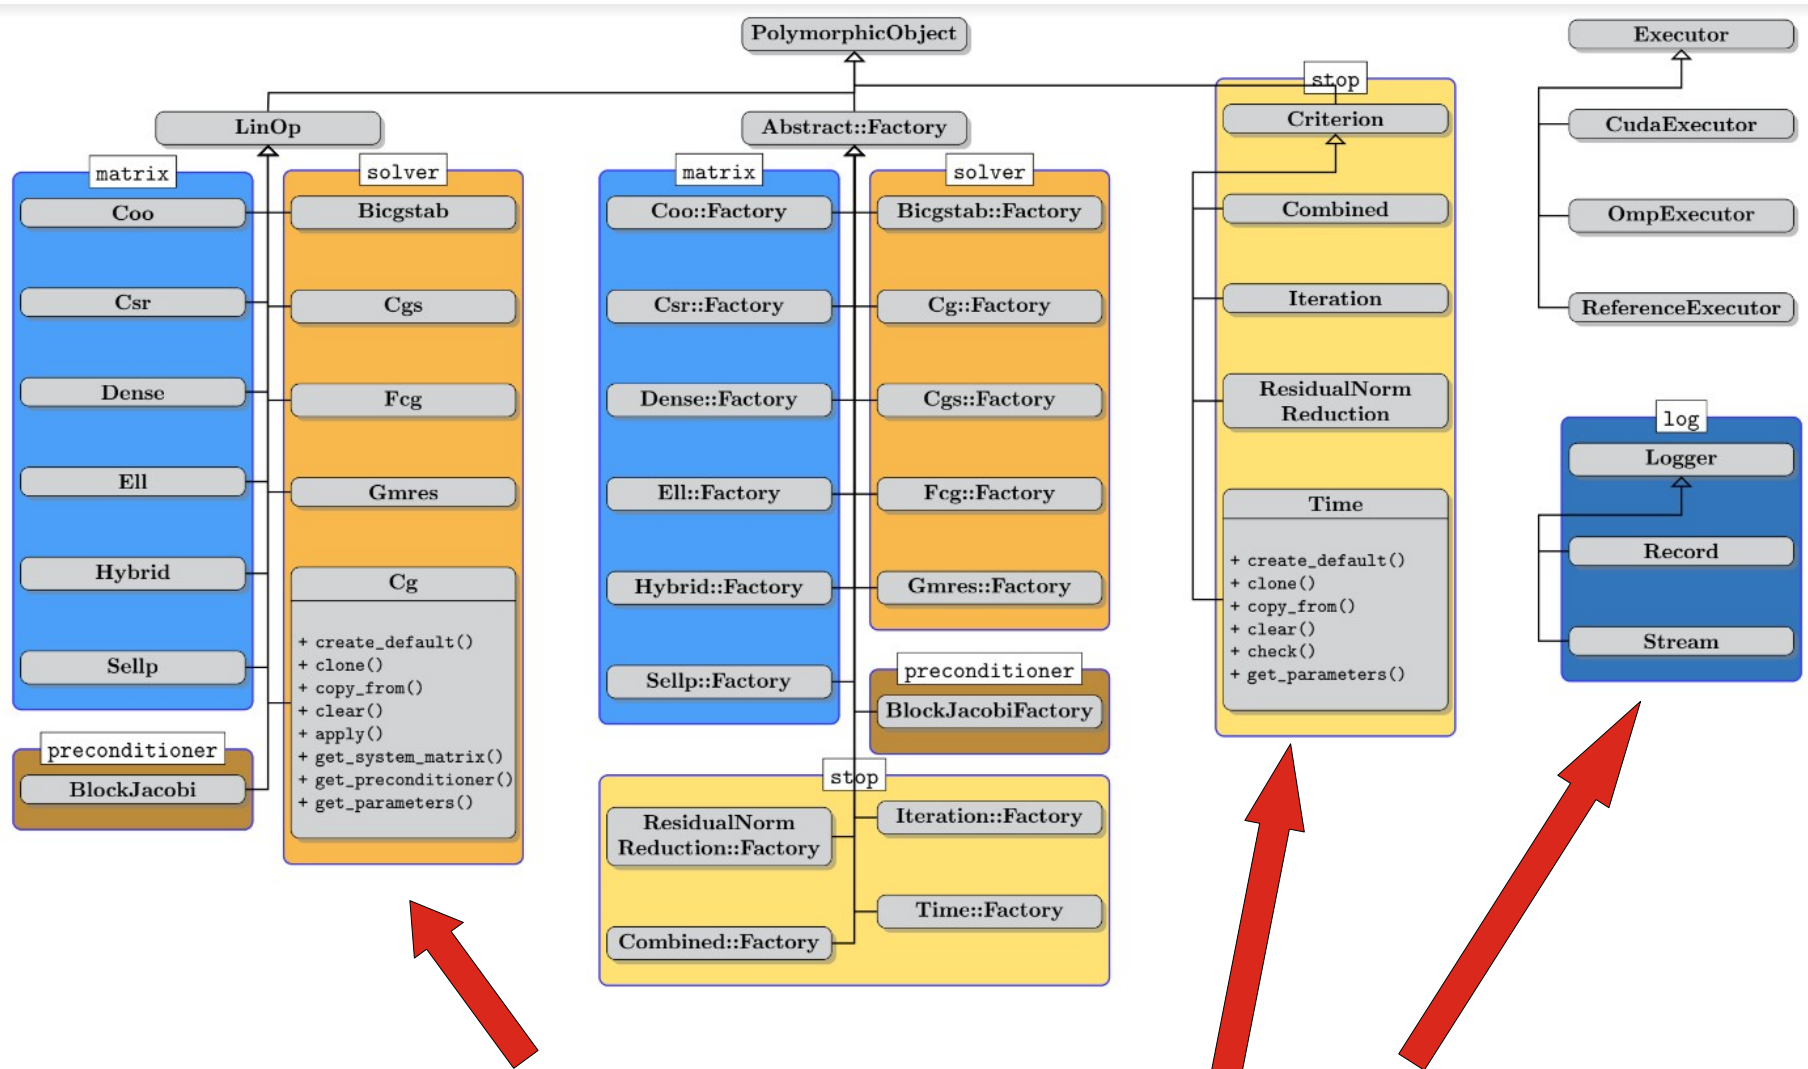 PolymorphicObject
LinOp
matrix
Coo
Csr
Dense
Ell
Hybrid
Sellp
preconditioner
BlockJacobi
solver
Bicgstab
Cgs
Fcg
Gmres
Cg
+ create_default()
+ clone()
+ copy_from()
+ clear()
+ apply()
+ get_system_matrix()
+ get_preconditioner()
+ get_parameters()
Abstract::Factory
matrix
Coo::Factory
Csr::Factory
Dense::Factory
Ell::Factory
Hybrid::Factory
Sellp::Factory
solver
Bicgstab::Factory
Cg::Factory
Cgs::Factory
Fcg::Factory
Gmres::Factory
preconditioner
BlockJacobiFactory
stop
ResidualNorm
Reduction::Factory
Combined::Factory
Iteration::Factory
Time::Factory
stop
Criterion
Combined
Iteration
ResidualNorm
Reduction
Time
+ create_default()
+ clone()
+ copy_from()
+ clear()
+ check()
+ get_parameters()
Executor
CudaExecutor
OmpExecutor
ReferenceExecutor
log
Logger
Record
Stream